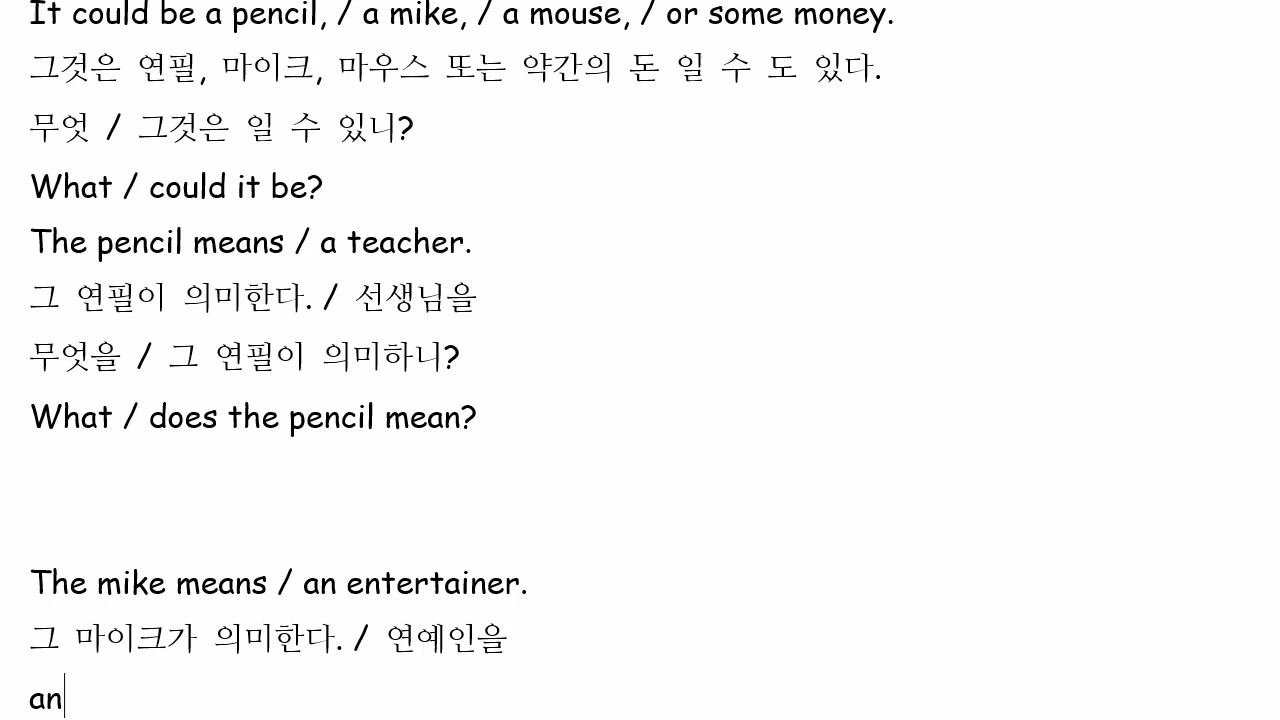 It could be a pencil, / a mike, / a mouse, / or some money.
그것은 연필, 마이크, 마우스 또는 약간의 돈 일 수 도 있다.
무엇 / 그것은 일 수 있니?
What / could it be?
The pencil means / a teacher.
그 연필이 의미한다. / 선생님을
무엇을 / 그 연필이 의미하니?
What / does the pencil mean?
The mike means / an entertainer.
그 마이크가 의미한다. / 연예인을
an